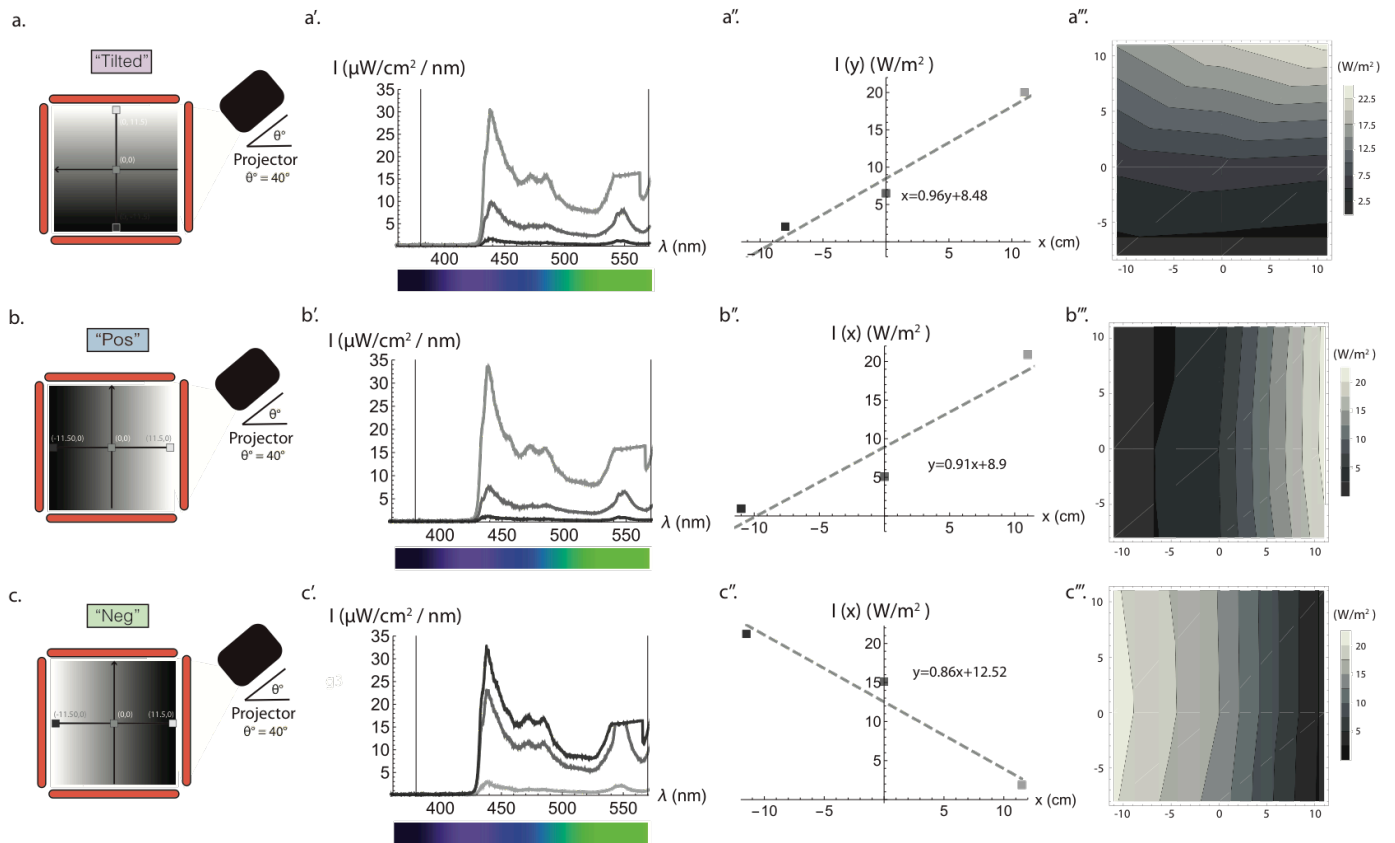 a.
"Tilted"
(0,11.5)
(0,0)
θ°
Projector
θ° = 40°
a'.
I (μW/cm² / nm)
35
30
25
20
15
10
5
400 450 500 550
λ (nm)
a''.
I (y) (W/m² )
20
15
10
5
x=0.96y+8.48
−10 −5 5 10
x (cm)
a'''.
10
5
0
-5
-10 -5 0 5 10
(W/m²)
22.5
17.5
12.5
7.5
2.5
b.
"Pos"
(-11.50,0) (0,0) (11.5,0)
θ°
Projector
θ° = 40°
b'.
I (μW/cm² / nm)
35
30
25
20
15
10
5
400 450 500 550
λ (nm)
b''.
I (x) (W/m² )
20
15
10
5
y=0.91x+8.9
−10 −5 5 10
x (cm)
b'''.
10
5
0
-5
-10 -5 0 5 10
(W/m²)
20
15
10
5
c.
"Neg"
(-11.50,0) (0,0) (11.5,0)
θ°
Projector
θ° = 40°
c'.
I (μW/cm² / nm)
35
30
25
20
15
10
5
400 450 500 550
λ (nm)
c''.
I (x) (W/m² )
20
15
10
5
y=0.86x+12.52
−10 −5 5 10
x (cm)
c'''.
10
5
0
-5
-10 -5 0 5 10
(W/m²)
20
15
10
5